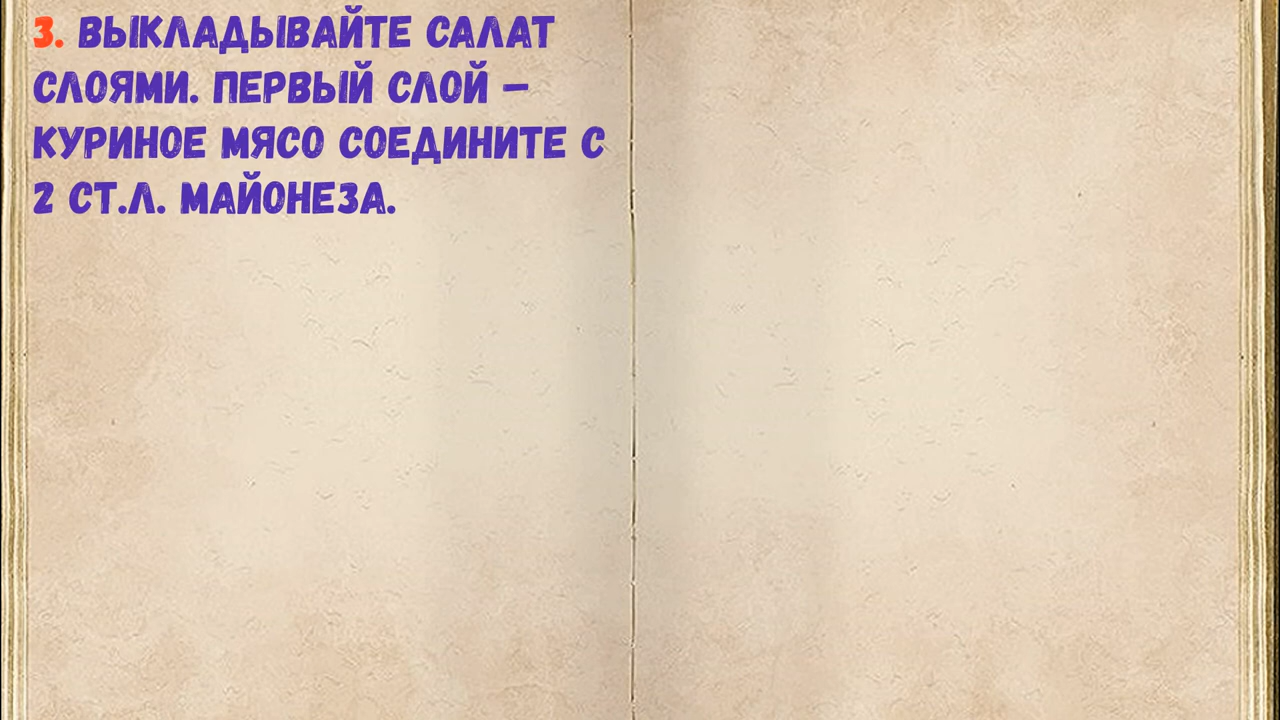 3. ВЫКЛАДЫВАЙТЕ САЛАТ
СЛОЯМИ. ПЕРВЫЙ СЛОЙ –
КУРИНОЕ МЯСО СОЕДИНИТЕ С
2 СТ.Л. МАЙОНЕЗА.